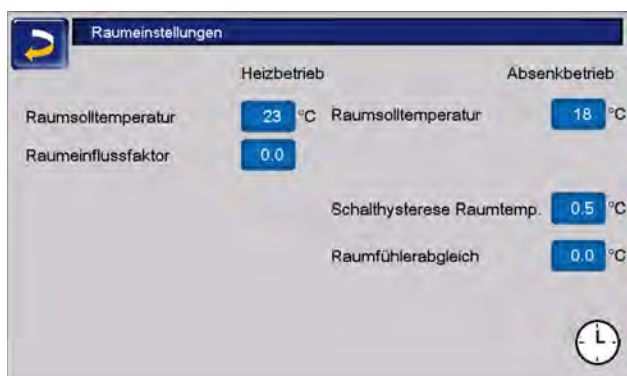 Raumeinstellungen
Heizbetrieb Absenkbetrieb
Raumsolltemperatur 23 °C Raumsolltemperatur 18 °C
Raumeinflussfaktor 0.0
Schalthysterese Raumtemp. 0.5 °C
Raumfühlerabgleich 0.0 °C